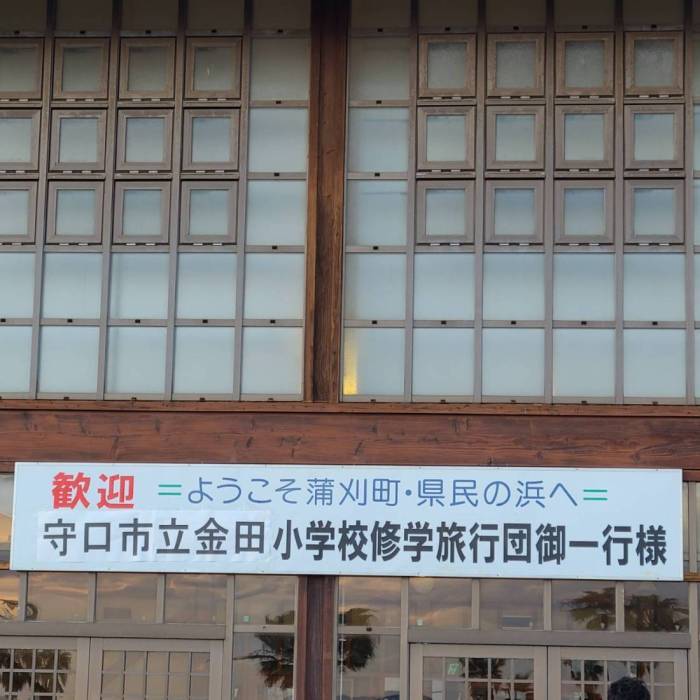 歓迎 =ようこそ蒲刈町・県民の浜へ=
守口市立金田小学校修学旅行団御一行様